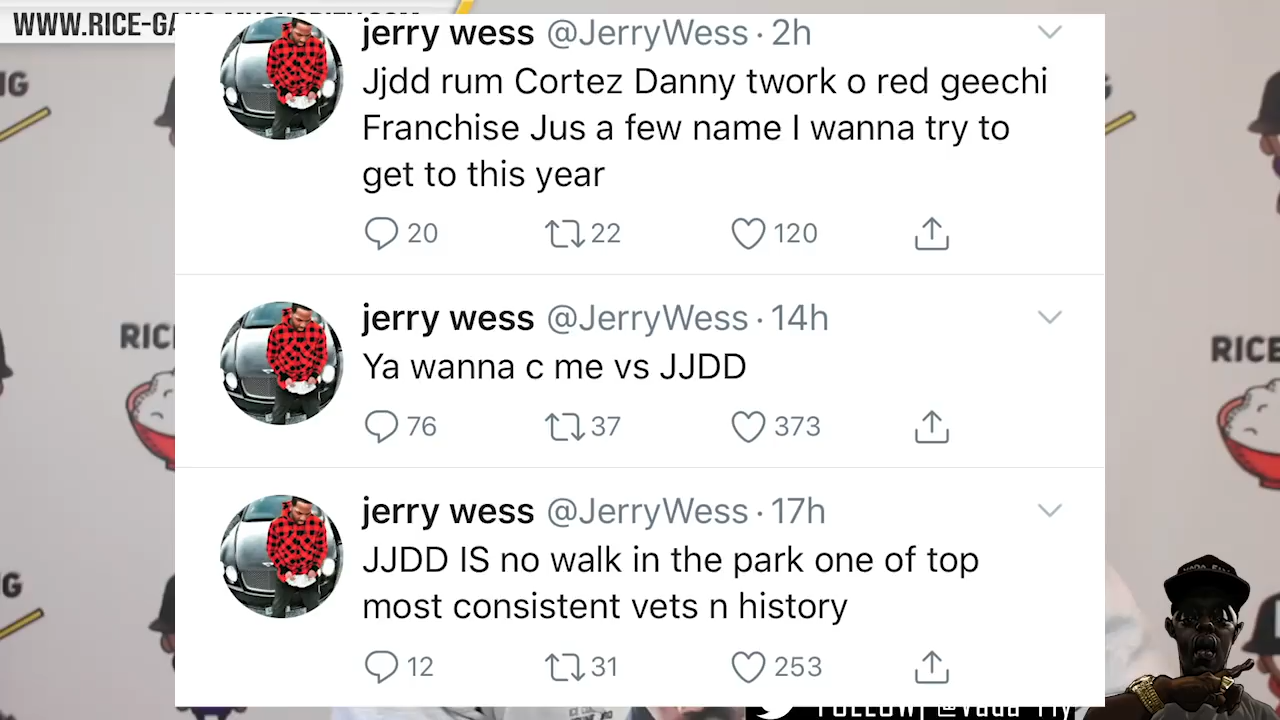 WWW.RICE-GA
jerry wess @JerryWess · 2h
Jjdd rum Cortez Danny twork o red geechi
Franchise Jus a few name I wanna try to
get to this year
20 22 120
jerry wess @JerryWess · 14h
Ya wanna c me vs JJDD
76 37 373
RICE
jerry wess @JerryWess · 17h
JJDD IS no walk in the park one of top
most consistent vets n history
12 31 253